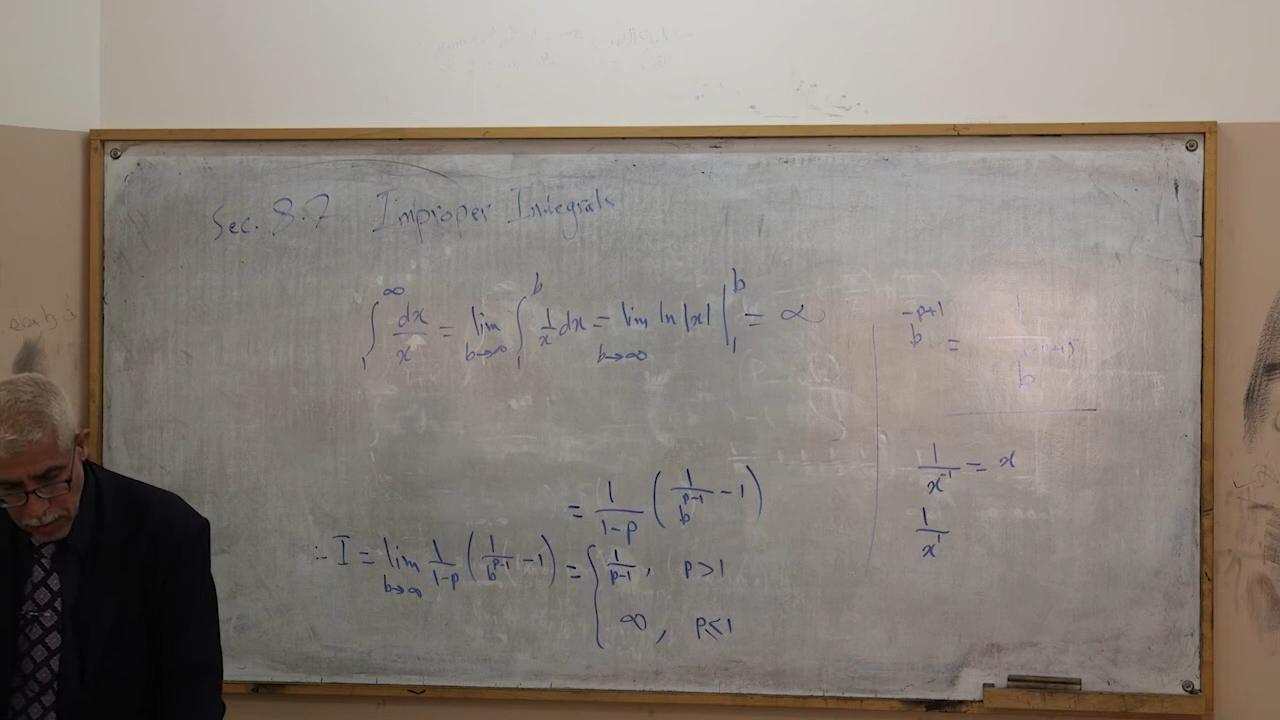 Sec. 8.7 Improper Integrals
∫₁^∞ dx/x = lim_{b→∞} ∫₁^b 1/x dx = lim_{b→∞} ln|x| |₁^b = ∞
= 1/(1-p) (1/b^{p-1} - 1)
∴ I = lim_{b→∞} 1/(1-p) (1/b^{p-1} - 1) = { 1/(p-1), p>1
∞, p≤1
b^{-p+1} = 1/b
1/x^{-1} = x
1/x^1